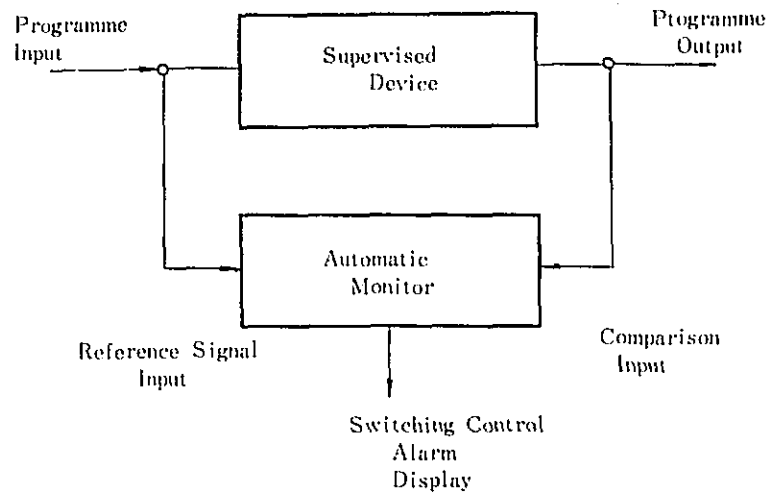 Programme
Input
Supervised
Device
Ptogramme
Output
Automatic
Monitor
Reference Signal
Input
Comparison
Input
Switching Control
Alarm
Display